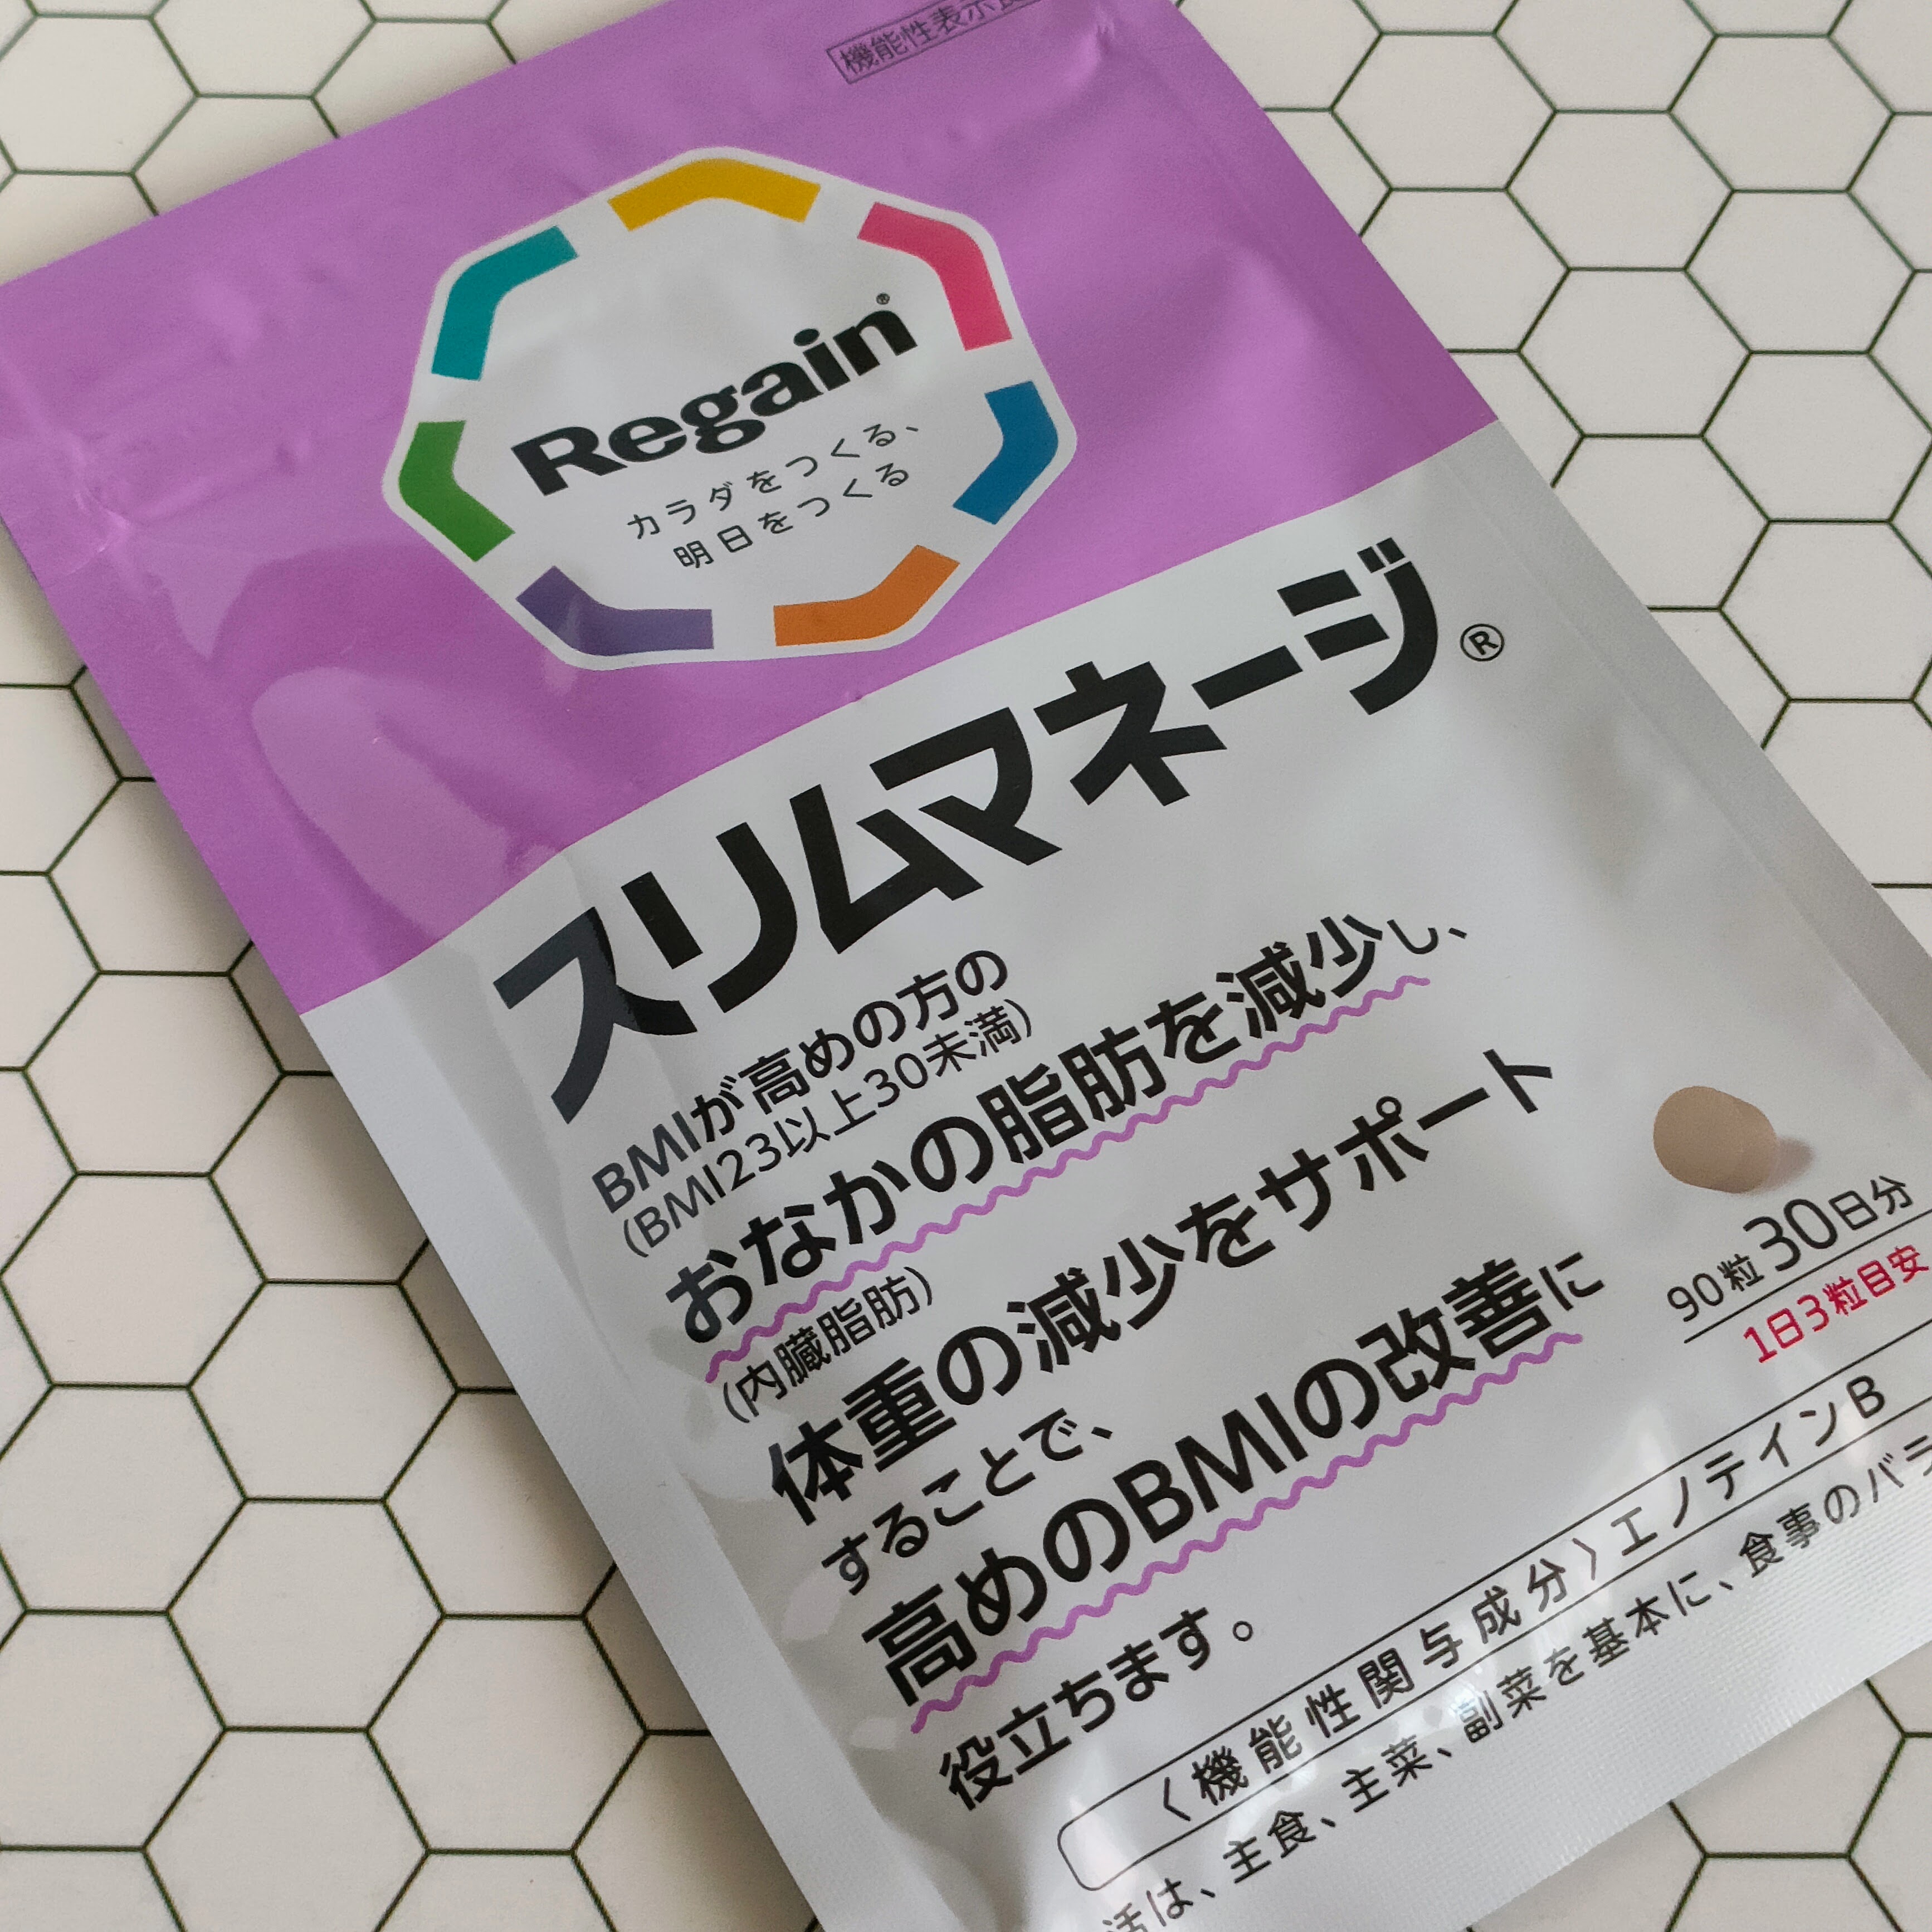 機能性表示食
Regain®
カラダをつくる、
明日をつくる
スリムマネージ®
BMIが高めの方の
(BMI23以上30未満)
おなかの脂肪を減少し、
(内臓脂肪)
体重の減少をサポート
することで、
高めのBMIの改善に
役立ちます。
90粒30日分
1日3粒目安
〈機能性関与成分〉エノテインB
活は、主食、主菜、副菜を基本に、食事のバラ